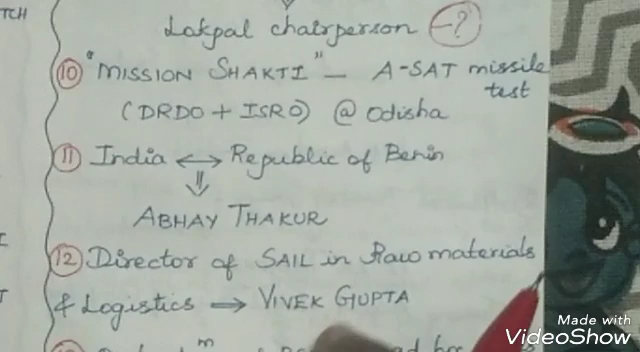 TCH
Lokpal chairperson - ?
10 "MISSION SHAKTI" - A-SAT missile
test
(DRDO + ISRO) @ Odisha
11 India ↔ Republic of Benin
⇓
ABHAY THAKUR
12 Director of SAIL in Raw materials
& Logistics → VIVEK GUPTA
Made with
VideoShow